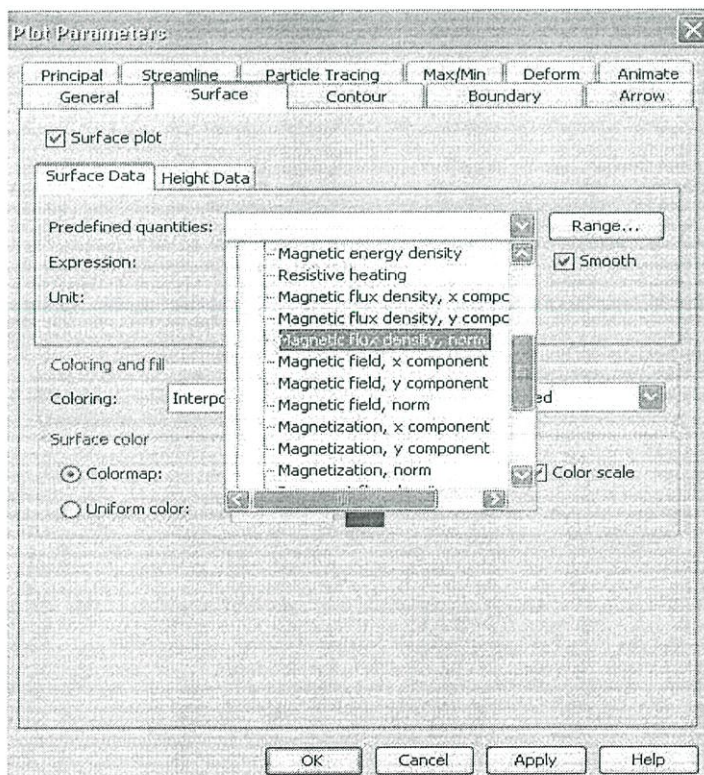 Plot Parameters
Principal Streamline Particle Tracing Max/Min Deform Animate
General Surface Contour Boundary Arrow
Surface plot
Surface Data Height Data
Predefined quantities: Range...
Magnetic energy density
Expression: Smooth
Resistive heating
Unit: Magnetic flux density, x compc
Magnetic flux density, y compc
Magnetic flux density, norm
Coloring and fill Magnetic field, x component
Magnetic field, y component
Coloring: Interpo Magnetic field, norm ed
Magnetization, x component
Surface color Magnetization, y component
Colormap: Magnetization, norm Color scale
Uniform color:
OK Cancel Apply Help